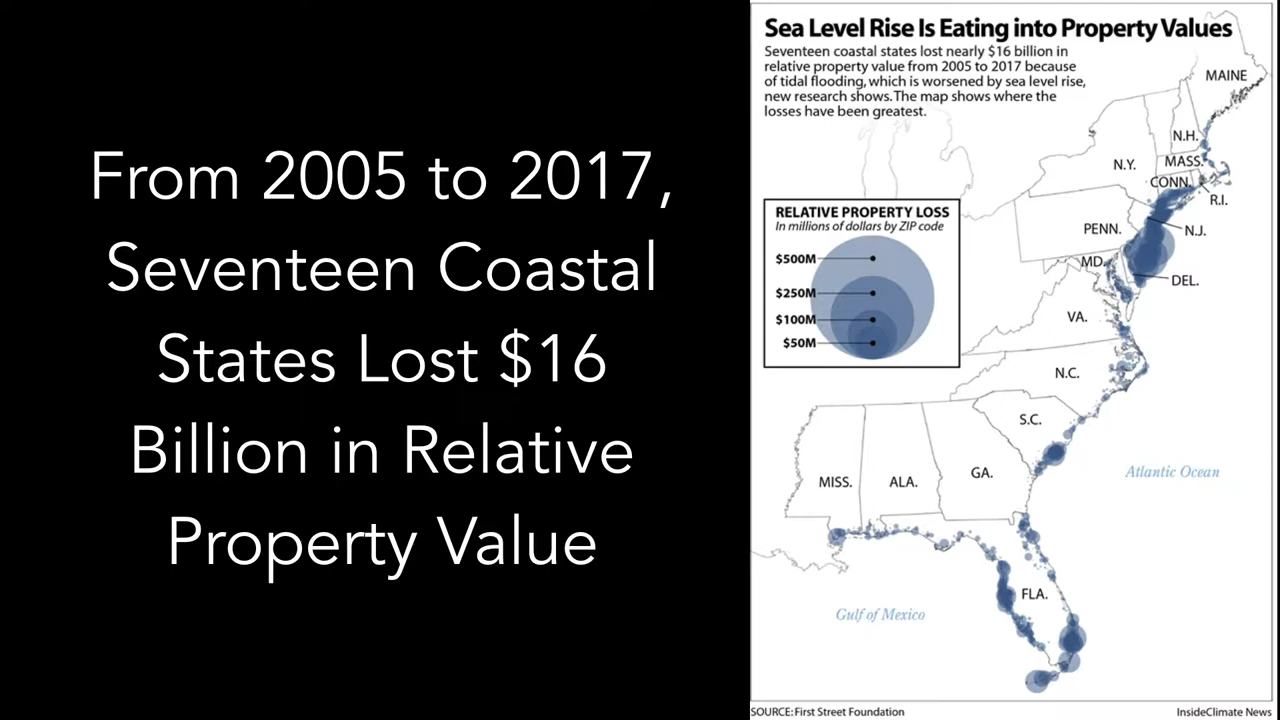 From 2005 to 2017,
Seventeen Coastal
States Lost $16
Billion in Relative
Property Value
Sea Level Rise Is Eating into Property Values
Seventeen coastal states lost nearly $16 billion in
relative property value from 2005 to 2017 because
of tidal flooding, which is worsened by sea level rise,
new research shows. The map shows where the
losses have been greatest.
MAINE
N.H.
N.Y.
MASS.
CONN.
R.I.
RELATIVE PROPERTY LOSS
In millions of dollars by ZIP code
$500M
$250M
$100M
$50M
PENN.
N.J.
MD.
DEL.
VA.
N.C.
S.C.
GA.
ALA.
MISS.
Atlantic Ocean
FLA.
Gulf of Mexico
SOURCE: First Street Foundation
InsideClimate News